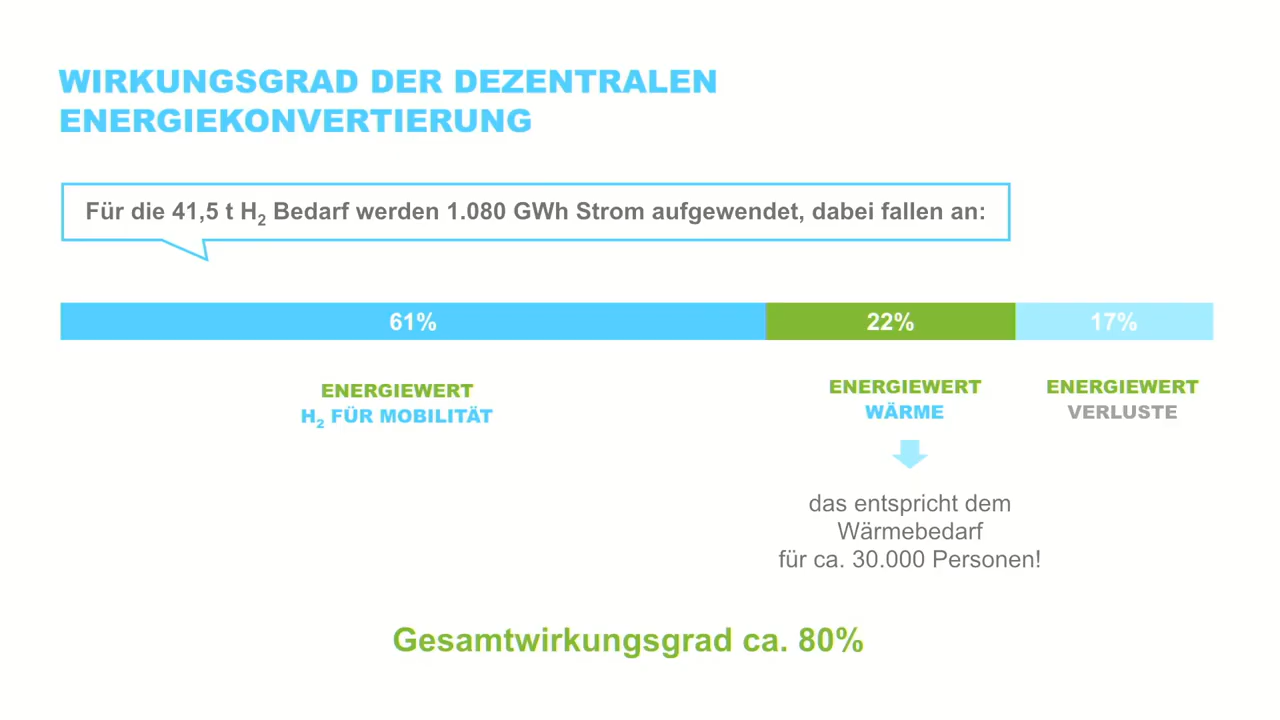 WIRKUNGSGRAD DER DEZENTRALEN
ENERGIEKONVERTIERUNG
Für die 41,5 t H₂ Bedarf werden 1.080 GWh Strom aufgewendet, dabei fallen an:
61%
22%
17%
ENERGIEWERT
H₂ FÜR MOBILITÄT
ENERGIEWERT
WÄRME
ENERGIEWERT
VERLUSTE
das entspricht dem
Wärmebedarf
für ca. 30.000 Personen!
Gesamtwirkungsgrad ca. 80%